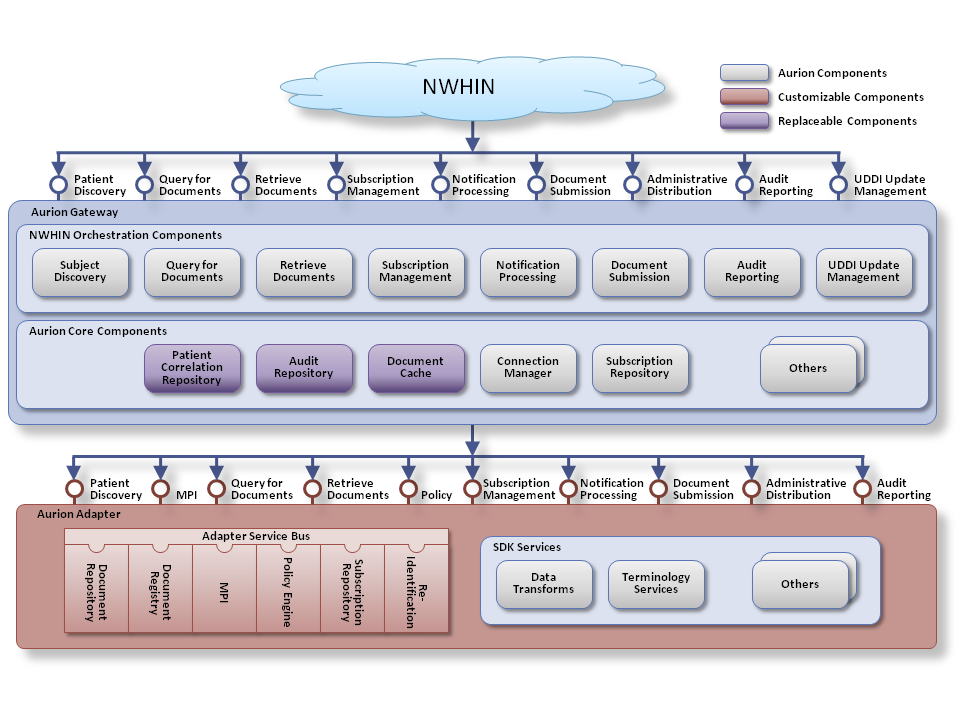 NWHIN
Aurion Components
Customizable Components
Replaceable Components
Patient
Discovery
Query for
Documents
Retrieve
Documents
Subscription
Management
Notification
Processing
Document
Submission
Administrative
Distribution
Audit
Reporting
UDDI Update
Management
Aurion Gateway
NWHIN Orchestration Components
Subject
Discovery
Query for
Documents
Retrieve
Documents
Subscription
Management
Notification
Processing
Document
Submission
Audit
Reporting
UDDI Update
Management
Aurion Core Components
Patient
Correlation
Repository
Audit
Repository
Document
Cache
Connection
Manager
Subscription
Repository
Others
Patient
Discovery
MPI
Query for
Documents
Retrieve
Documents
Policy
Subscription
Management
Notification
Processing
Document
Submission
Administrative
Distribution
Audit
Reporting
Aurion Adapter
Adapter Service Bus
Document
Repository
Document
Registry
MPI
Policy Engine
Subscription
Repository
Re-
Identification
SDK Services
Data
Transforms
Terminology
Services
Others